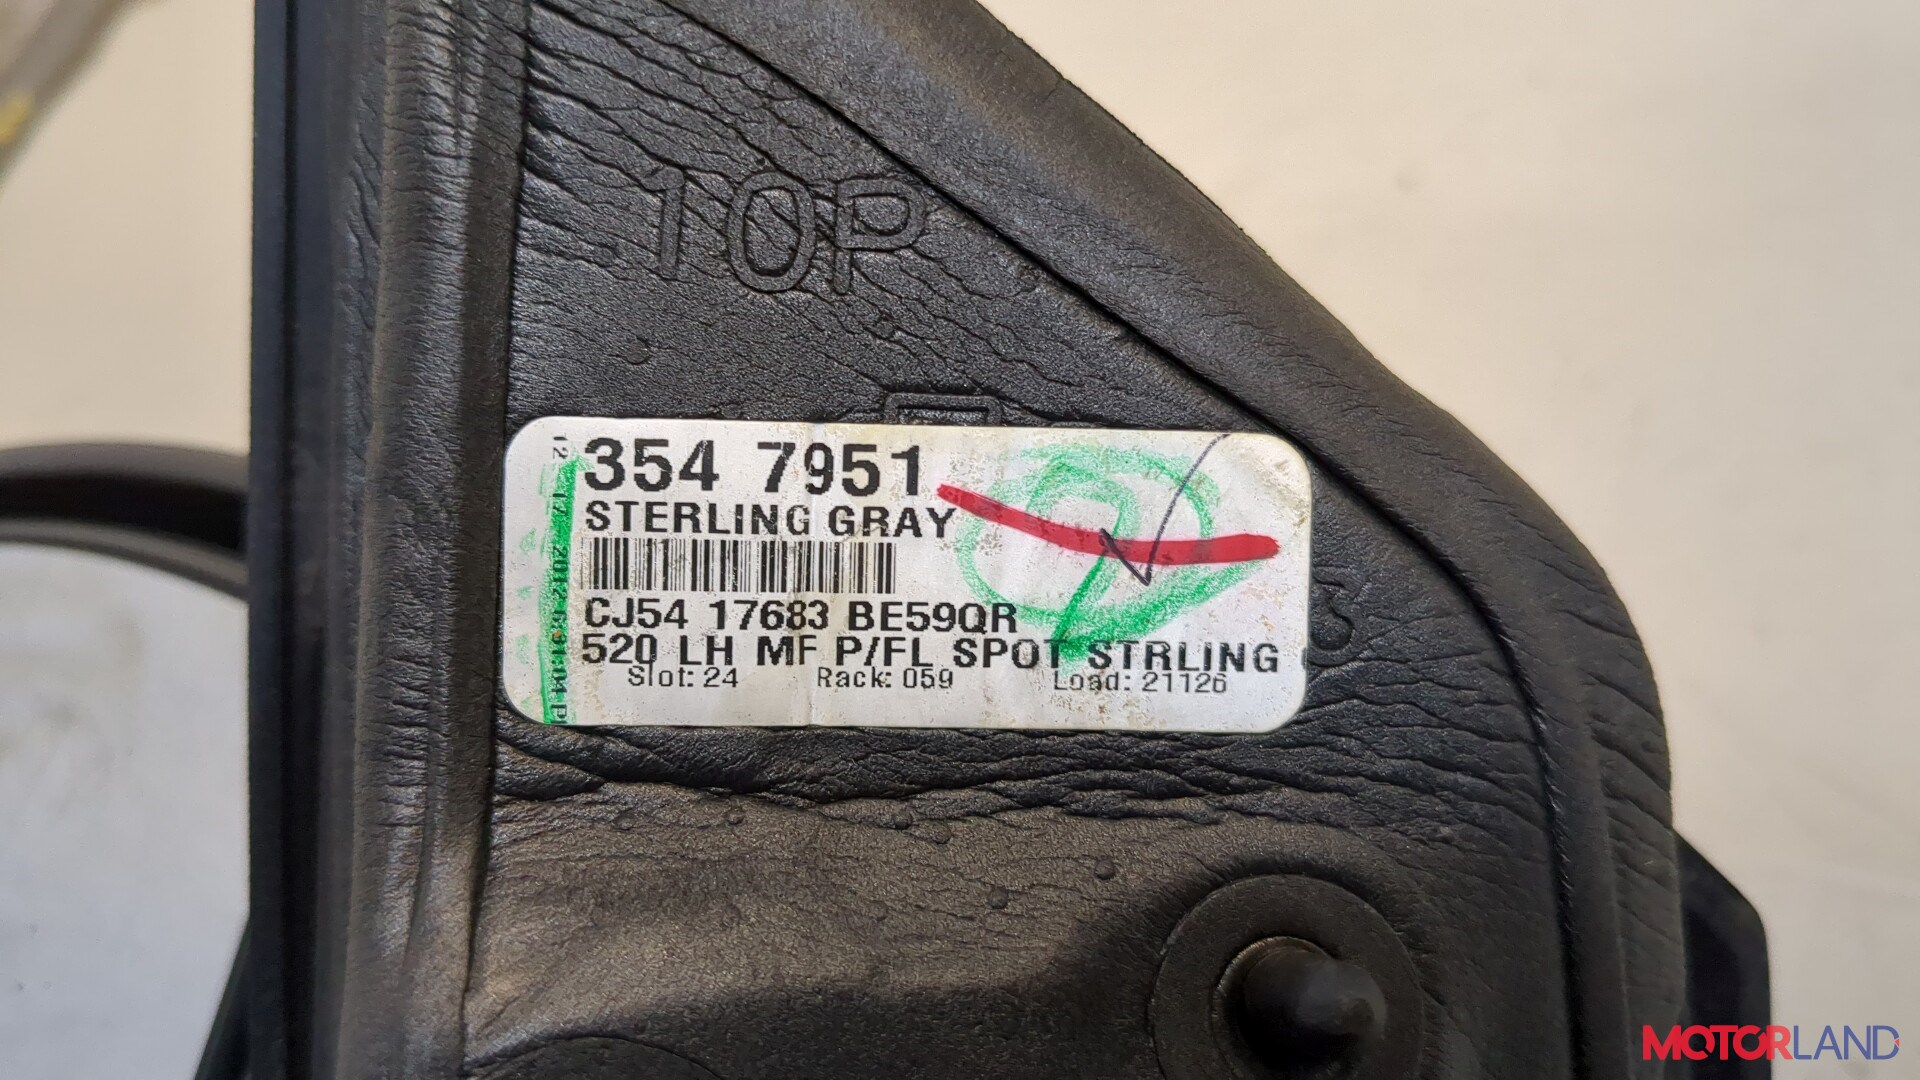 10P
354 7951
STERLING GRAY
CJ54 17683 BE59QR
520 LH MF P/FL SPOT STRLING
Slot: 24 Rack: 059 Load: 21126
3
MOTORLAND